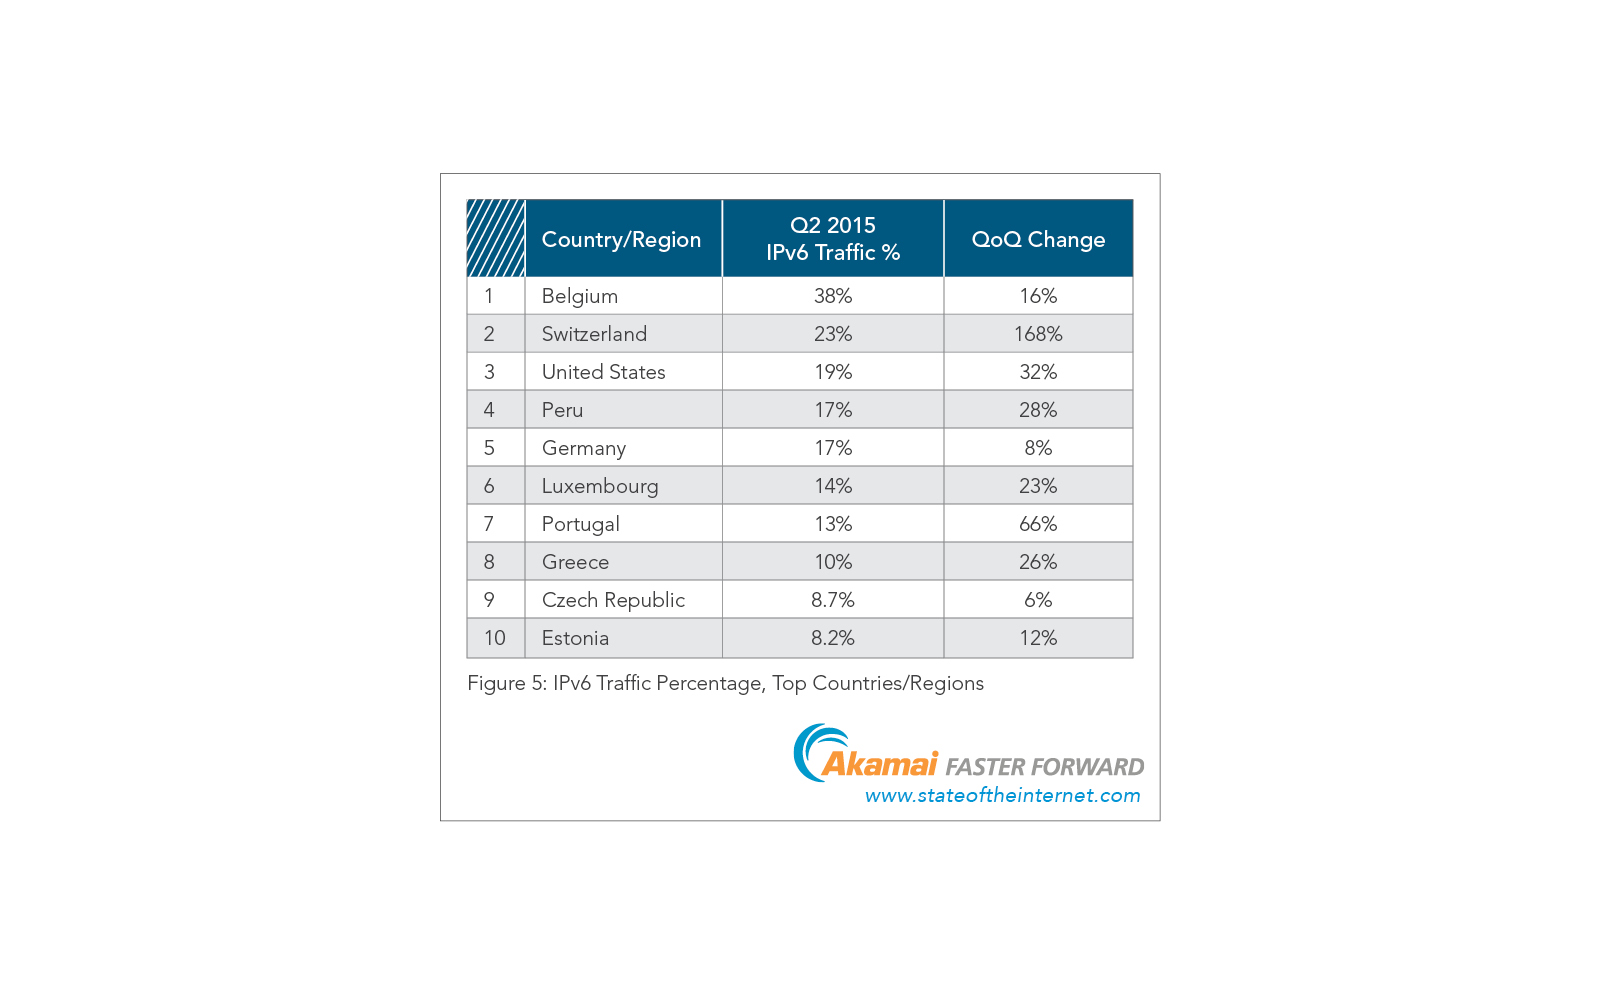 Country/Region Q2 2015 IPv6 Traffic % QoQ Change
1 Belgium 38% 16%
2 Switzerland 23% 168%
3 United States 19% 32%
4 Peru 17% 28%
5 Germany 17% 8%
6 Luxembourg 14% 23%
7 Portugal 13% 66%
8 Greece 10% 26%
9 Czech Republic 8.7% 6%
10 Estonia 8.2% 12%
Figure 5: IPv6 Traffic Percentage, Top Countries/Regions
Akamai FASTER FORWARD
www.stateoftheinternet.com